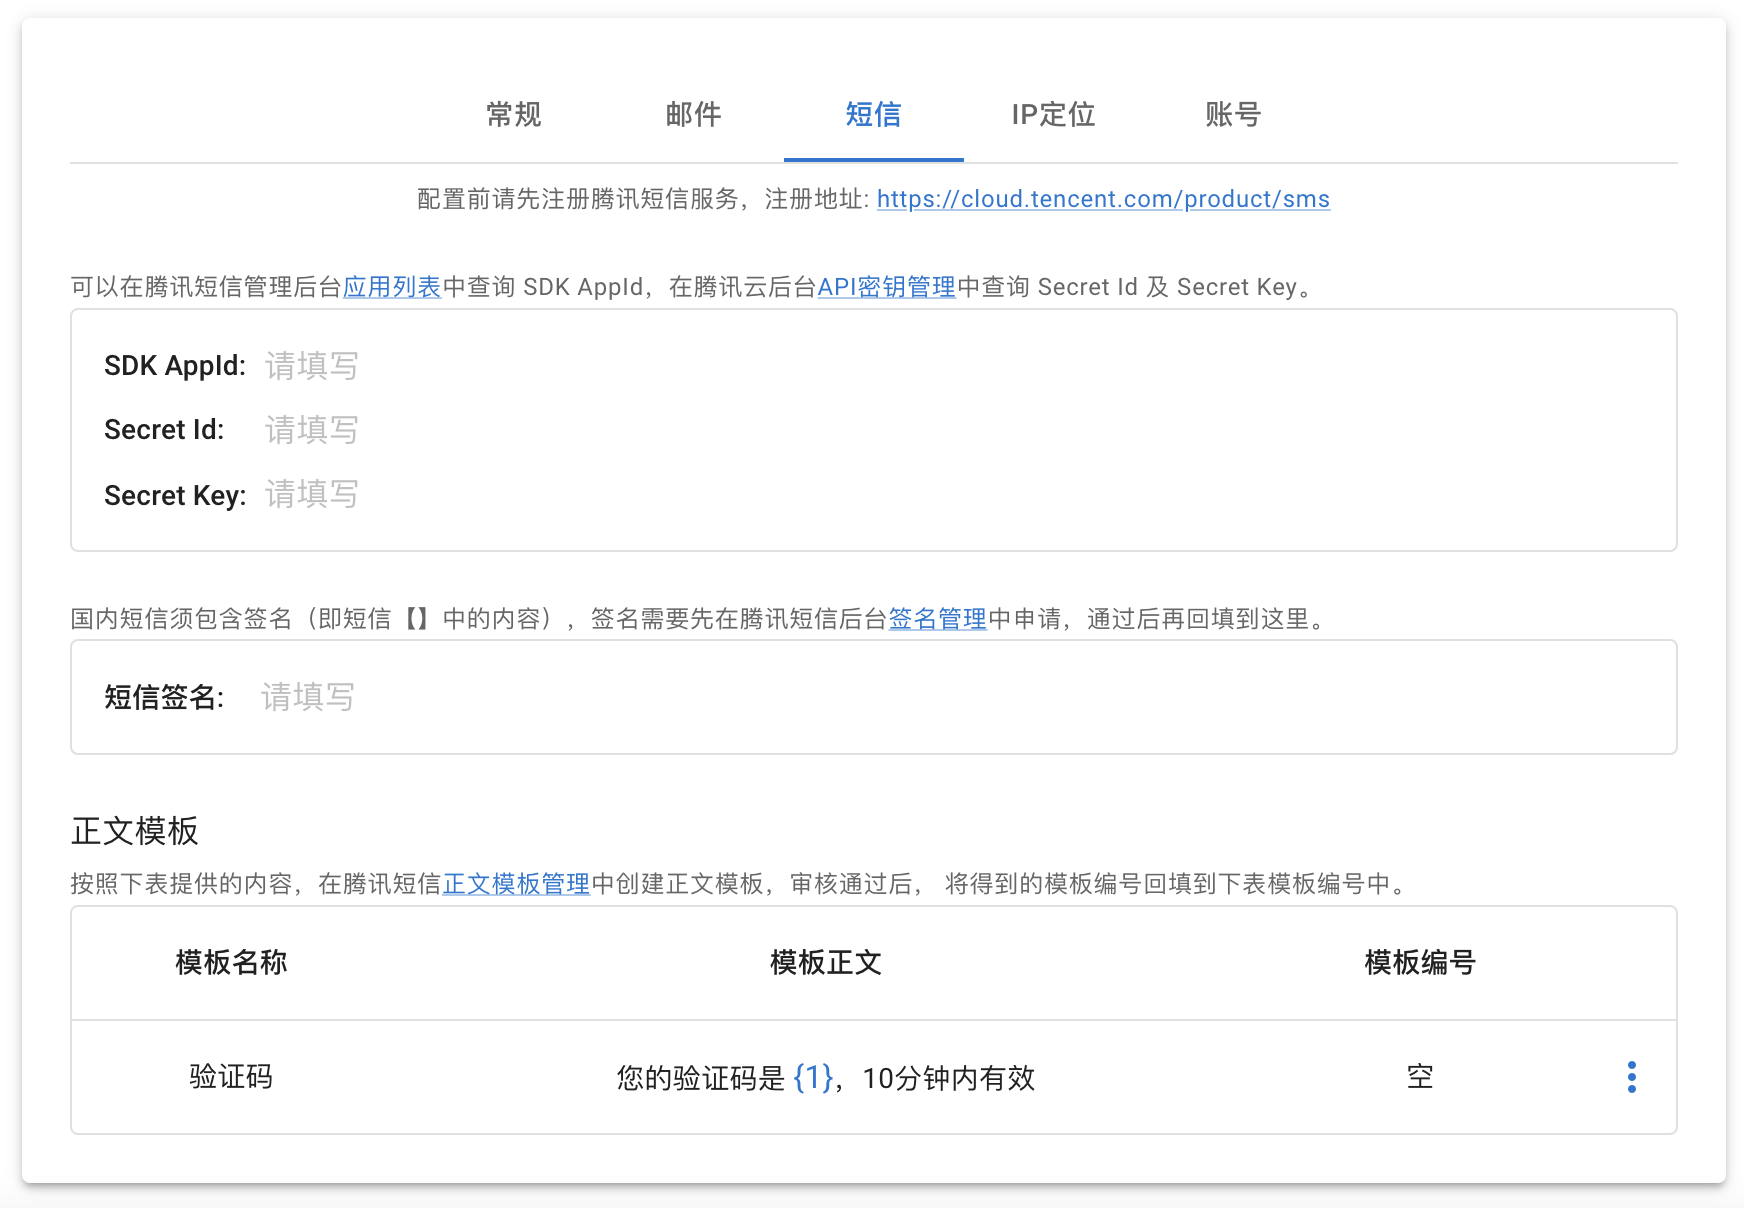 常规 邮件 短信 IP定位 账号
配置前请先注册腾讯短信服务，注册地址: https://cloud.tencent.com/product/sms
可以在腾讯短信管理后台应用列表中查询 SDK AppId，在腾讯云后台API密钥管理中查询 Secret Id 及 Secret Key。
SDK AppId: 请填写
Secret Id: 请填写
Secret Key: 请填写
国内短信须包含签名（即短信【】中的内容），签名需要先在腾讯短信后台签名管理中申请，通过后再回填到这里。
短信签名: 请填写
正文模板
按照下表提供的内容，在腾讯短信正文模板管理中创建正文模板，审核通过后， 将得到的模板编号回填到下表模板编号中。
模板名称 模板正文 模板编号
验证码 您的验证码是 {1}，10分钟内有效 空